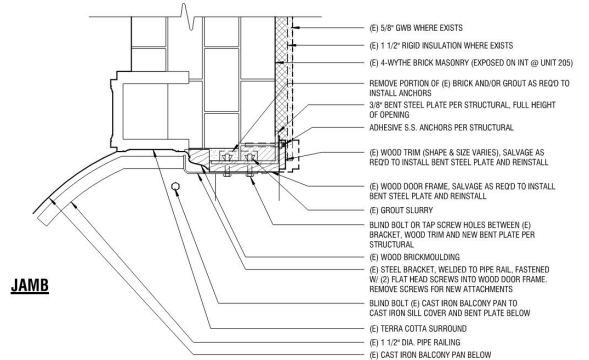 (E) 5/8" GWB WHERE EXISTS
(E) 1 1/2" RIGID INSULATION WHERE EXISTS
(E) 4-WYTHE BRICK MASONRY (EXPOSED ON INT @ UNIT 205)
REMOVE PORTION OF (E) BRICK AND/OR GROUT AS REQ'D TO
INSTALL ANCHORS
3/8" BENT STEEL PLATE PER STRUCTURAL, FULL HEIGHT
OF OPENING
ADHESIVE S.S. ANCHORS PER STRUCTURAL
(E) WOOD TRIM (SHAPE & SIZE VARIES), SALVAGE AS
REQ'D TO INSTALL BENT STEEL PLATE AND REINSTALL
(E) WOOD DOOR FRAME, SALVAGE AS REQ'D TO INSTALL
BENT STEEL PLATE AND REINSTALL
(E) GROUT SLURRY
BLIND BOLT OR TAP SCREW HOLES BETWEEN (E)
BRACKET, WOOD TRIM AND NEW BENT PLATE PER
STRUCTURAL
(E) WOOD BRICKMOULDING
(E) STEEL BRACKET, WELDED TO PIPE RAIL, FASTENED
W/ (2) FLAT HEAD SCREWS INTO WOOD DOOR FRAME.
REMOVE SCREWS FOR NEW ATTACHMENTS
JAMB
BLIND BOLT (E) CAST IRON BALCONY PAN TO
CAST IRON SILL COVER AND BENT PLATE BELOW
(E) TERRA COTTA SURROUND
(E) 1 1/2" DIA. PIPE RAILING
(E) CAST IRON BALCONY PAN BELOW